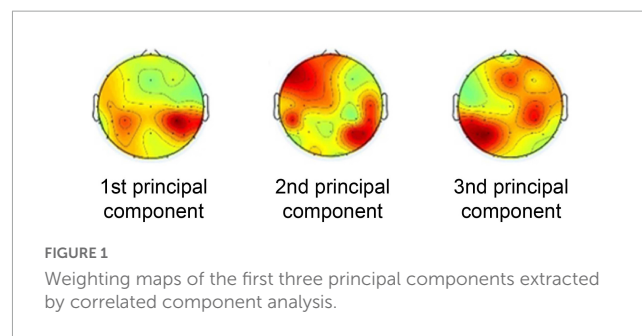 1st principal
component
2nd principal
component
3nd principal
component
FIGURE 1
Weighting maps of the first three principal components extracted
by correlated component analysis.